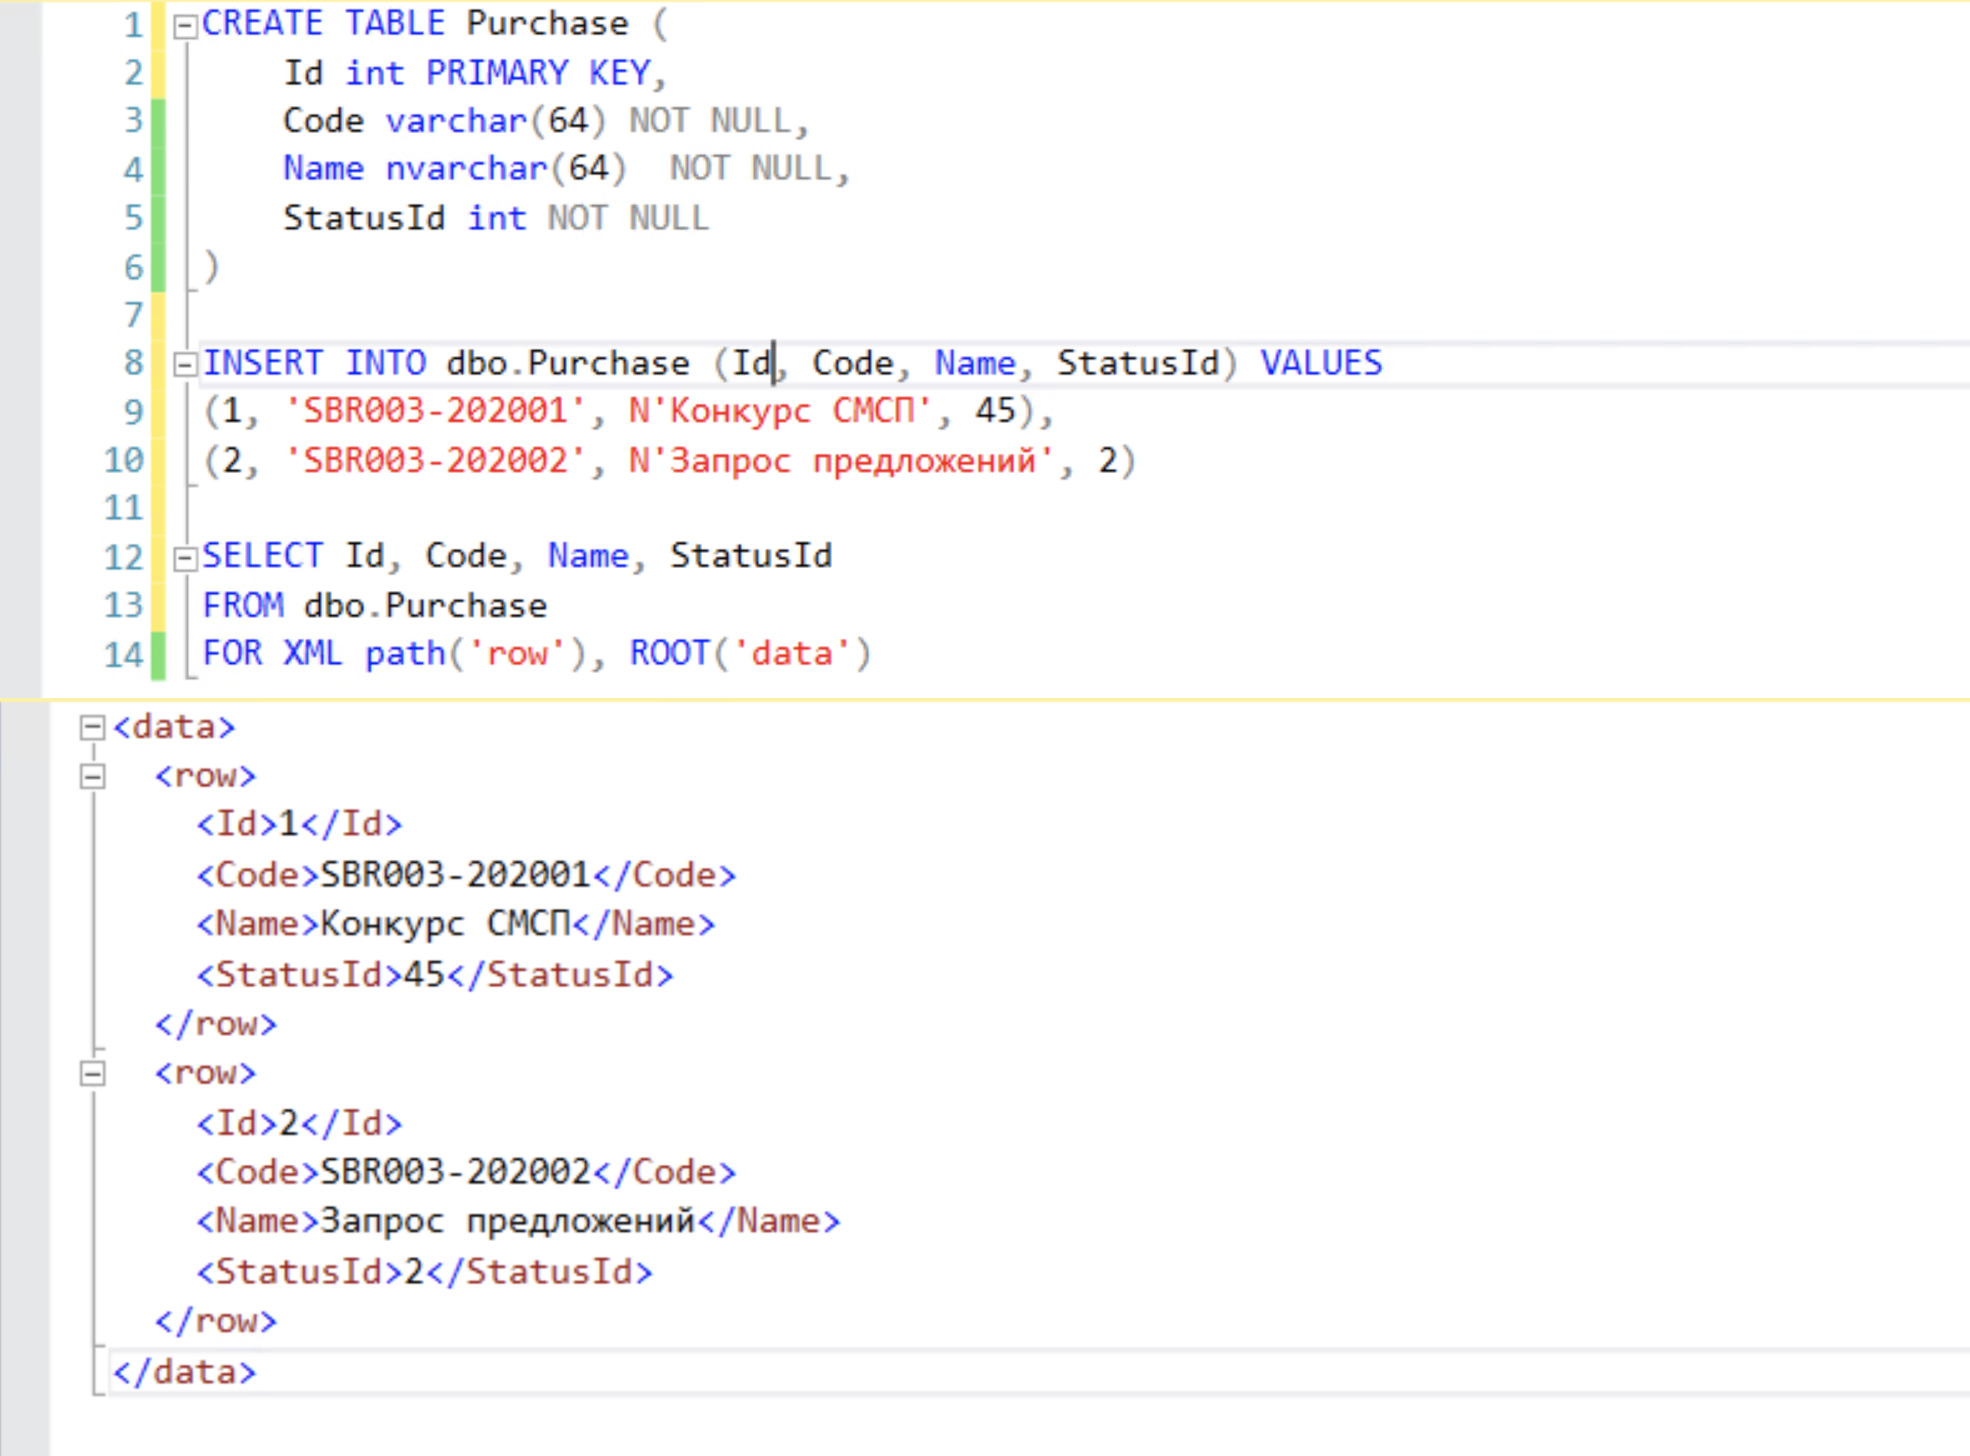 1 CREATE TABLE Purchase (
2 Id int PRIMARY KEY,
3 Code varchar(64) NOT NULL,
4 Name nvarchar(64)  NOT NULL,
5 StatusId int NOT NULL
6 )
7
8 INSERT INTO dbo.Purchase (Id, Code, Name, StatusId) VALUES
9 (1, 'SBR003-202001', N'Конкурс СМСП', 45),
10 (2, 'SBR003-202002', N'Запрос предложений', 2)
11
12 SELECT Id, Code, Name, StatusId
13 FROM dbo.Purchase
14 FOR XML path('row'), ROOT('data')
<data>
<row>
<Id>1</Id>
<Code>SBR003-202001</Code>
<Name>Конкурс СМСП</Name>
<StatusId>45</StatusId>
</row>
<row>
<Id>2</Id>
<Code>SBR003-202002</Code>
<Name>Запрос предложений</Name>
<StatusId>2</StatusId>
</row>
</data>